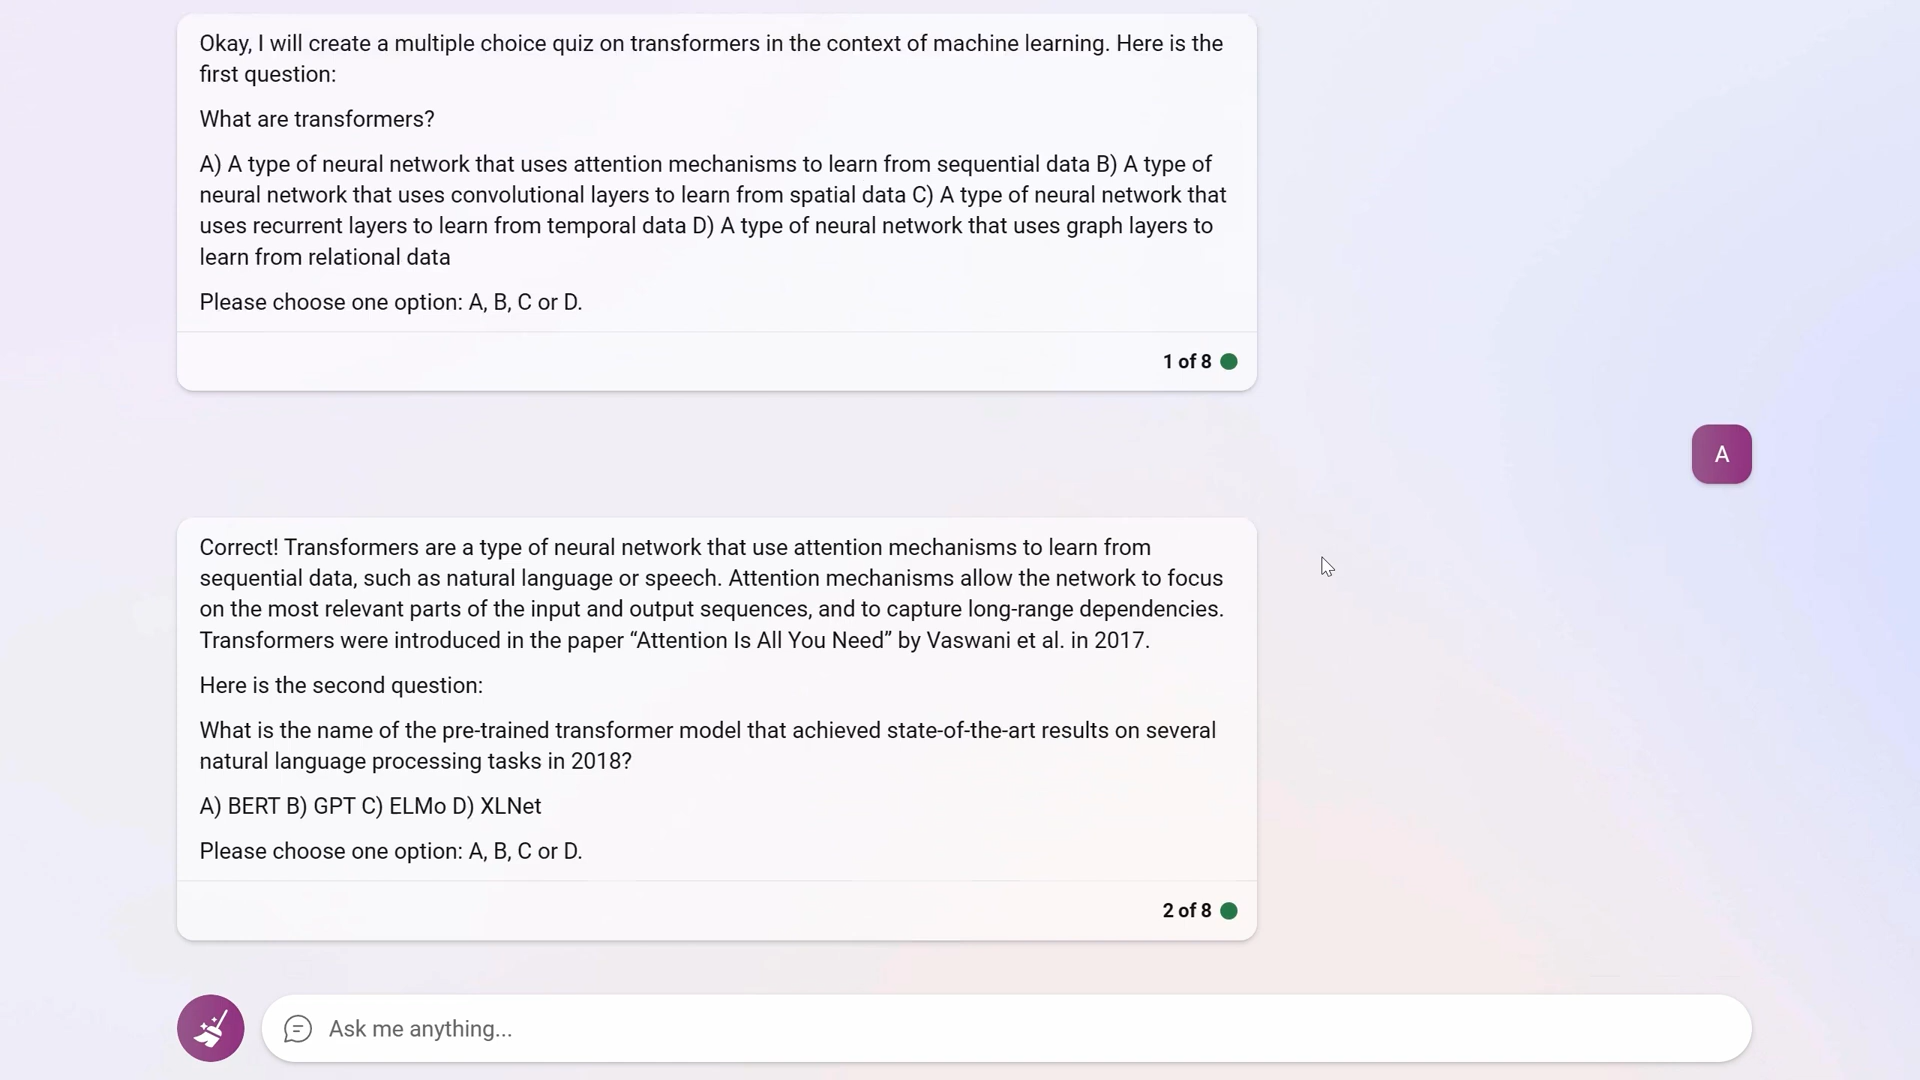 Okay, I will create a multiple choice quiz on transformers in the context of machine learning. Here is the
first question:
What are transformers?
A) A type of neural network that uses attention mechanisms to learn from sequential data B) A type of
neural network that uses convolutional layers to learn from spatial data C) A type of neural network that
uses recurrent layers to learn from temporal data D) A type of neural network that uses graph layers to
learn from relational data
Please choose one option: A, B, C or D.
1 of 8
A
Correct! Transformers are a type of neural network that use attention mechanisms to learn from
sequential data, such as natural language or speech. Attention mechanisms allow the network to focus
on the most relevant parts of the input and output sequences, and to capture long-range dependencies.
Transformers were introduced in the paper “Attention Is All You Need” by Vaswani et al. in 2017.
Here is the second question:
What is the name of the pre-trained transformer model that achieved state-of-the-art results on several
natural language processing tasks in 2018?
A) BERT B) GPT C) ELMo D) XLNet
Please choose one option: A, B, C or D.
2 of 8
Ask me anything...